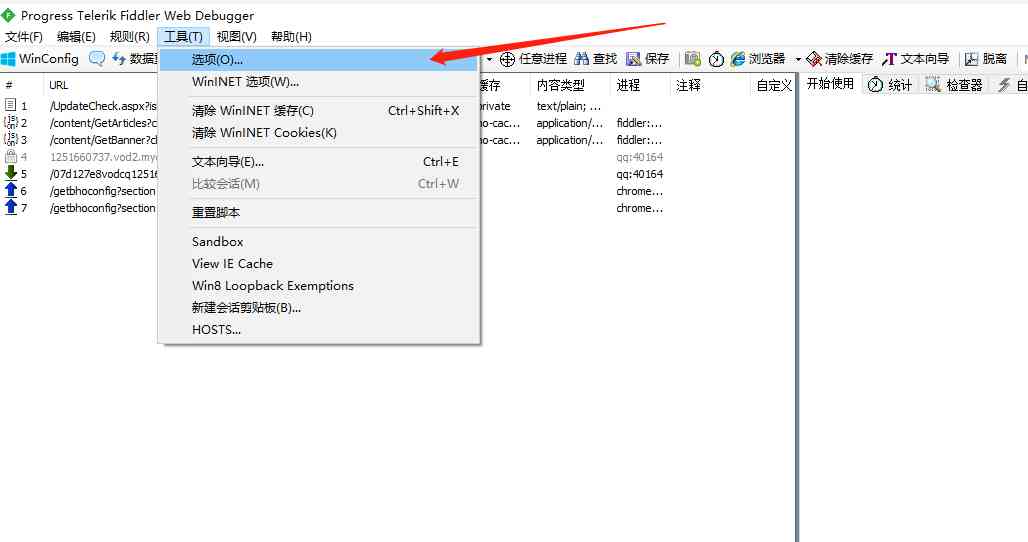 Progress Telerik Fiddler Web Debugger
文件(F) 编辑(E) 规则(R) 工具(T) 视图(V) 帮助(H)
WinConfig 数据 任意进程 查找 保存 浏览器 清除缓存 文本向导 脱离
选项(O)...
WinINET 选项(W)...
清除 WinINET 缓存(C) Ctrl+Shift+X
清除 WinINET Cookies(K)
文本向导(E)... Ctrl+E
比较会话(M) Ctrl+W
重置脚本
Sandbox
View IE Cache
Win8 Loopback Exemptions
新建会话剪贴板(B)...
HOSTS...
# URL 缓存 内容类型 进程 注释 自定义
1 /UpdateCheck.aspx?is private text/plain; ...
2 /content/GetArticles?c no-cac... application/... fiddler:...
3 /content/GetBanner?cl no-cac... application/... fiddler:...
4 1251660737.vod2.my qq:40164
5 /07d127e8vodcq12516 qq:40164
6 /getbhoconfig?section chrome...
7 /getbhoconfig?section chrome...
开始使用 统计 检查器 自